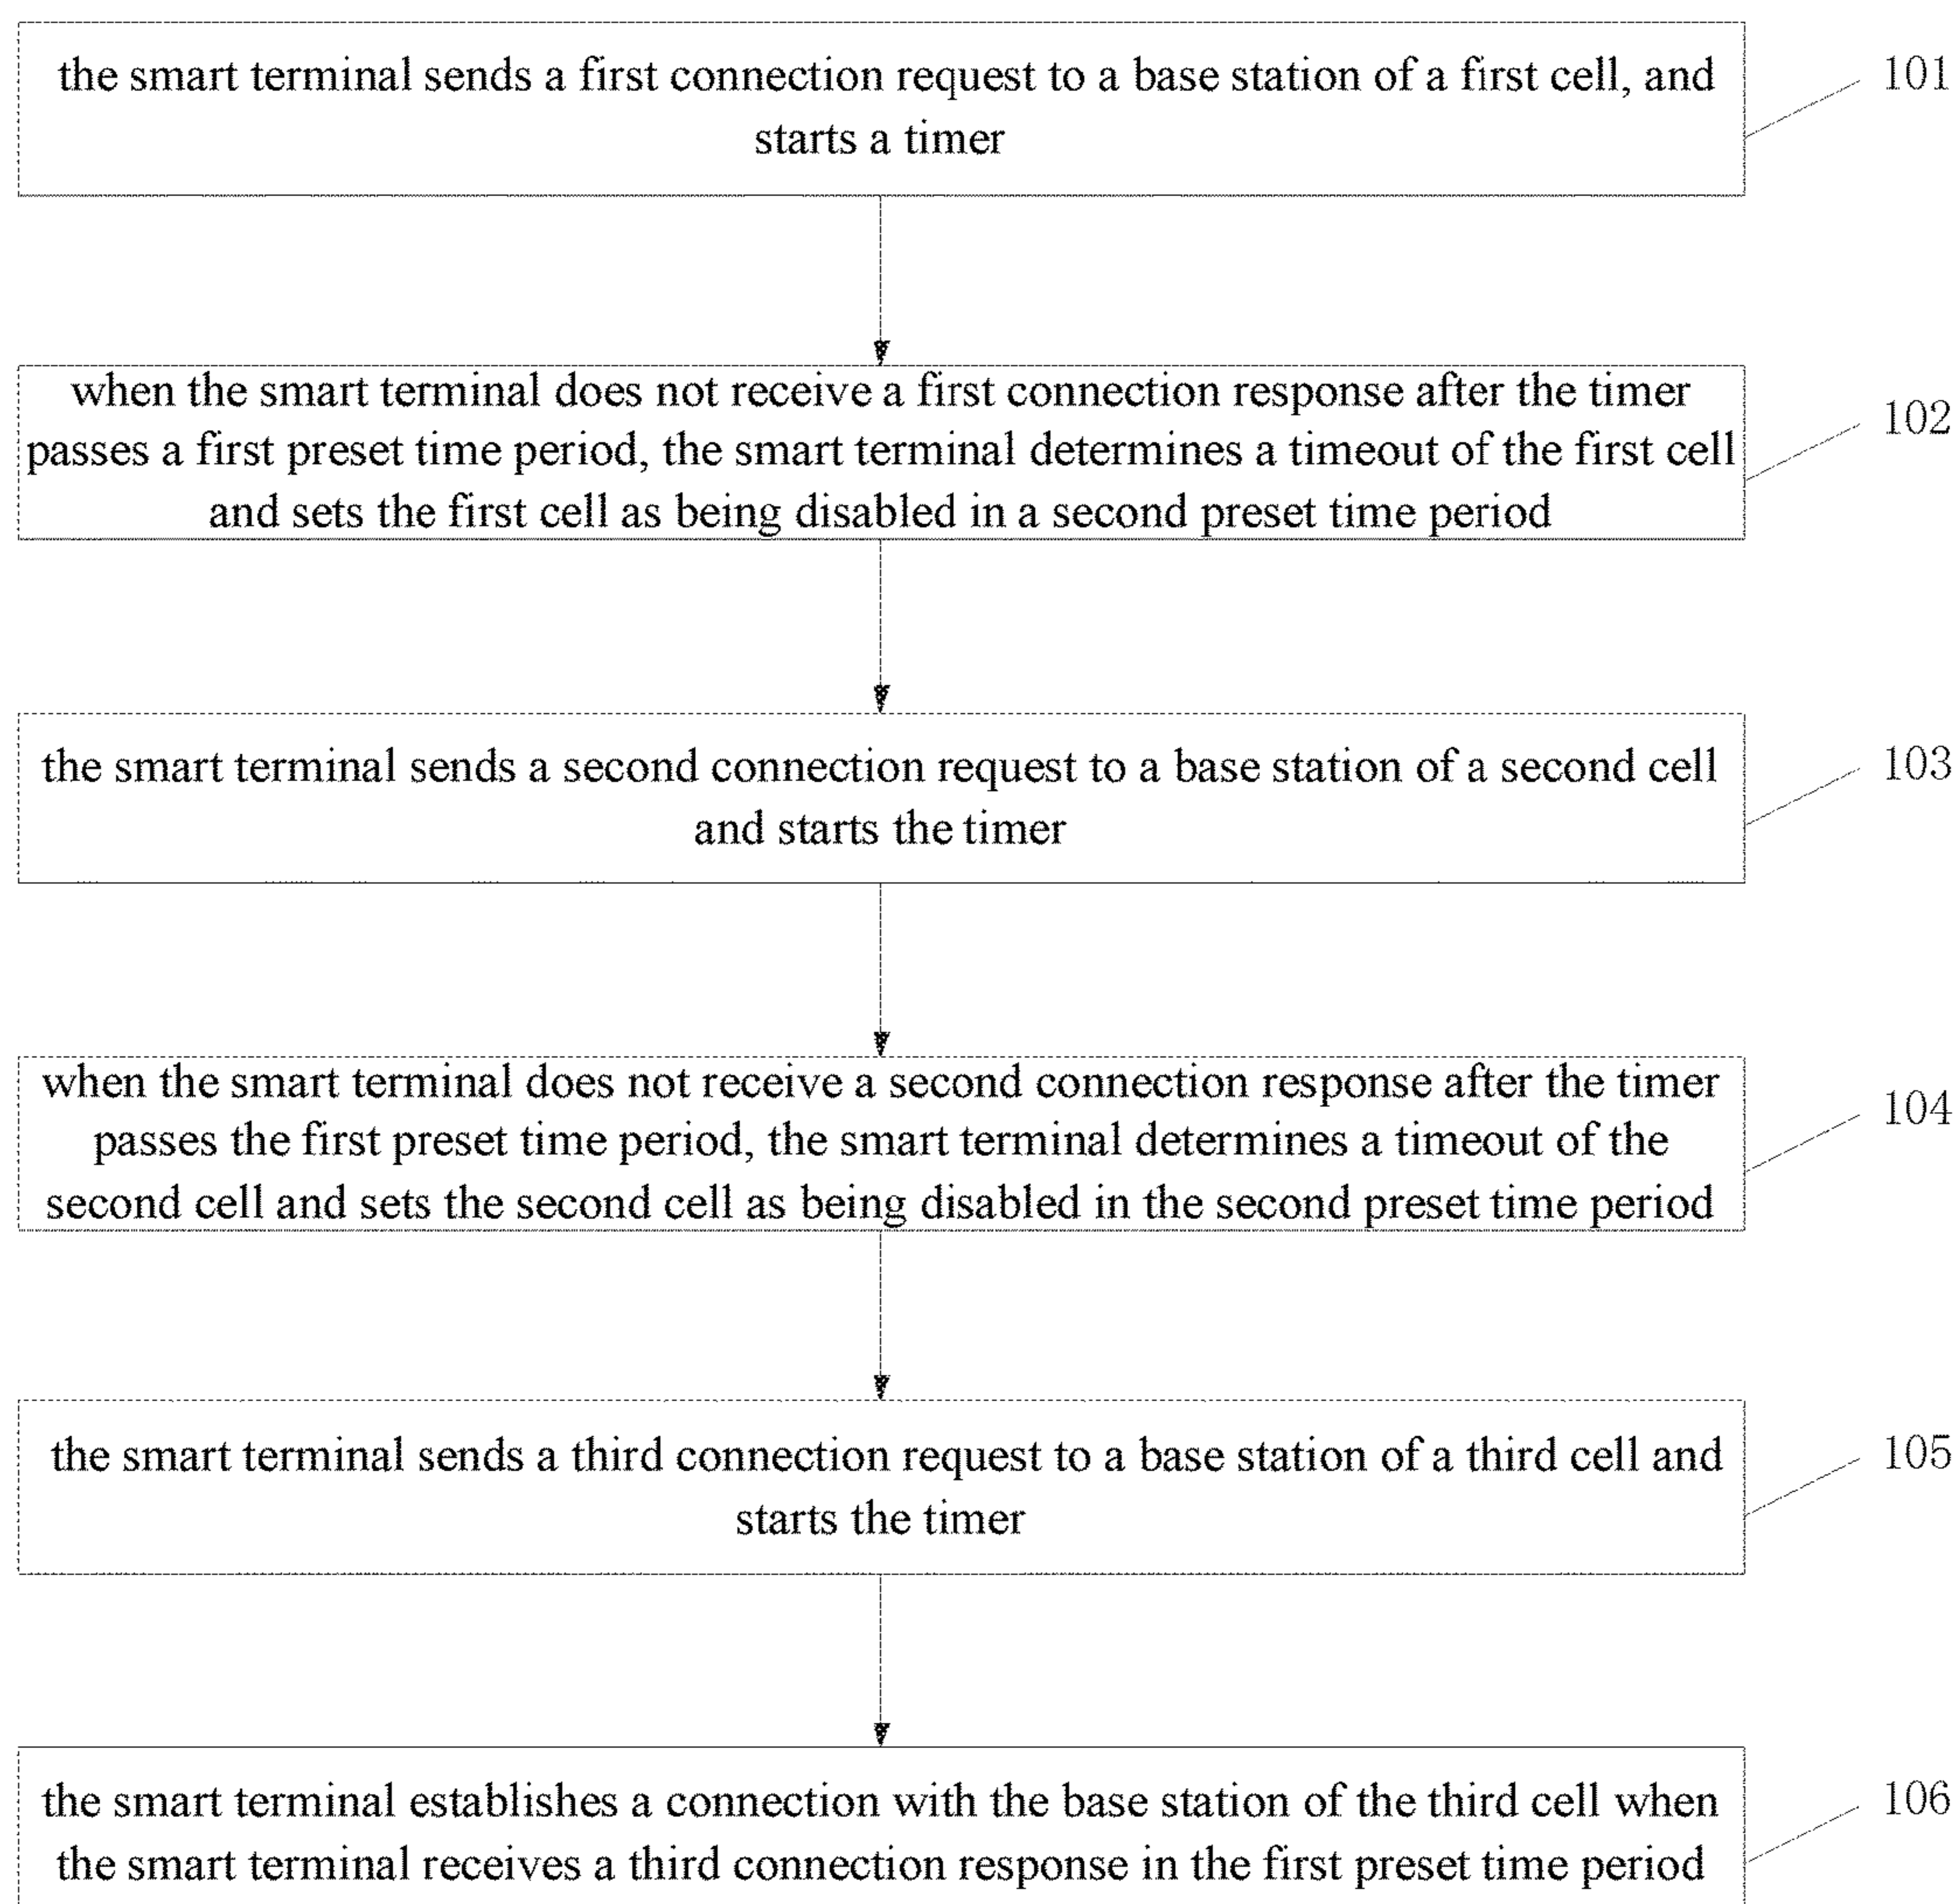 the smart terminal sends a first connection request to a base station of a first cell, and
starts a timer
101
when the smart terminal does not receive a first connection response after the timer
passes a first preset time period, the smart terminal determines a timeout of the first cell
and sets the first cell as being disabled in a second preset time period
102
the smart terminal sends a second connection request to a base station of a second cell
and starts the timer
103
when the smart terminal does not receive a second connection response after the timer
passes the first preset time period, the smart terminal determines a timeout of the
second cell and sets the second cell as being disabled in the second preset time period
104
the smart terminal sends a third connection request to a base station of a third cell and
starts the timer
105
the smart terminal establishes a connection with the base station of the third cell when
the smart terminal receives a third connection response in the first preset time period
106